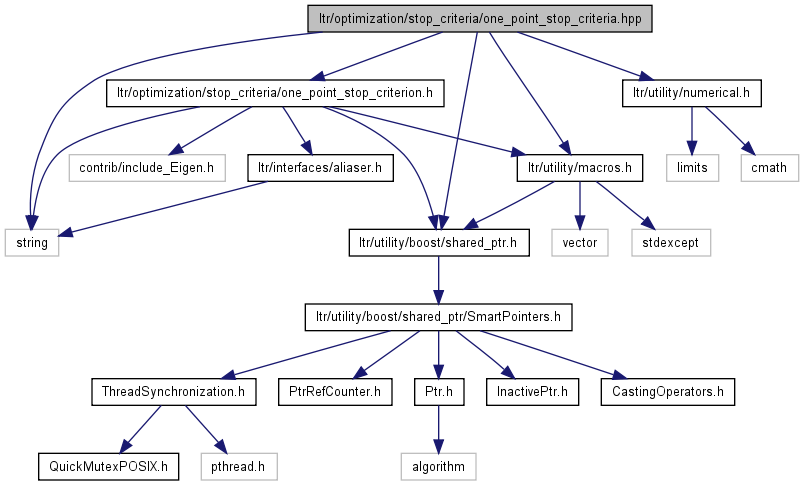 ltr/optimization/stop_criteria/one_point_stop_criteria.hpp
ltr/optimization/stop_criteria/one_point_stop_criterion.h
ltr/utility/numerical.h
contrib/include_Eigen.h
ltr/interfaces/aliaser.h
ltr/utility/macros.h
limits
cmath
string
ltr/utility/boost/shared_ptr.h
vector
stdexcept
ltr/utility/boost/shared_ptr/SmartPointers.h
ThreadSynchronization.h
PtrRefCounter.h
Ptr.h
InactivePtr.h
CastingOperators.h
QuickMutexPOSIX.h
pthread.h
algorithm